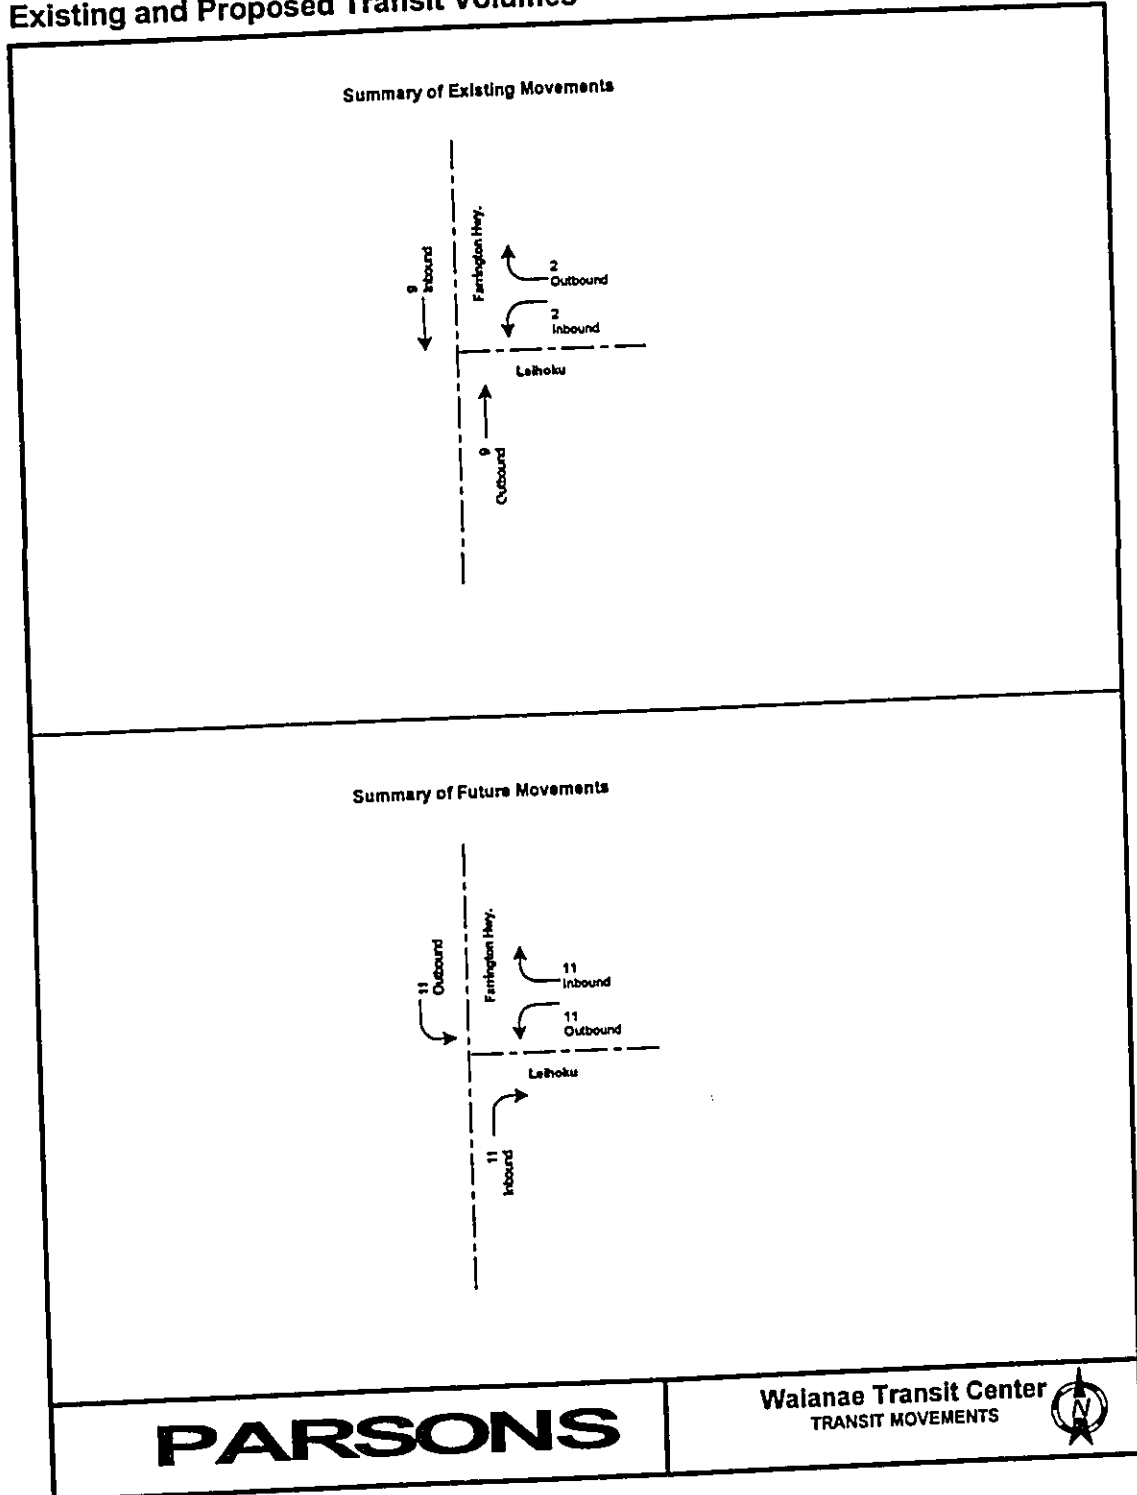 Existing and Proposed Transit Volumes
Summary of Existing Movements
9
Inbound
Farrington Hwy.
2
Outbound
2
Inbound
Leihoku
9
Outbound
Summary of Future Movements
11
Outbound
Farrington Hwy.
11
Inbound
11
Outbound
Leihoku
11
Inbound
PARSONS
Waianae Transit Center
TRANSIT MOVEMENTS
N